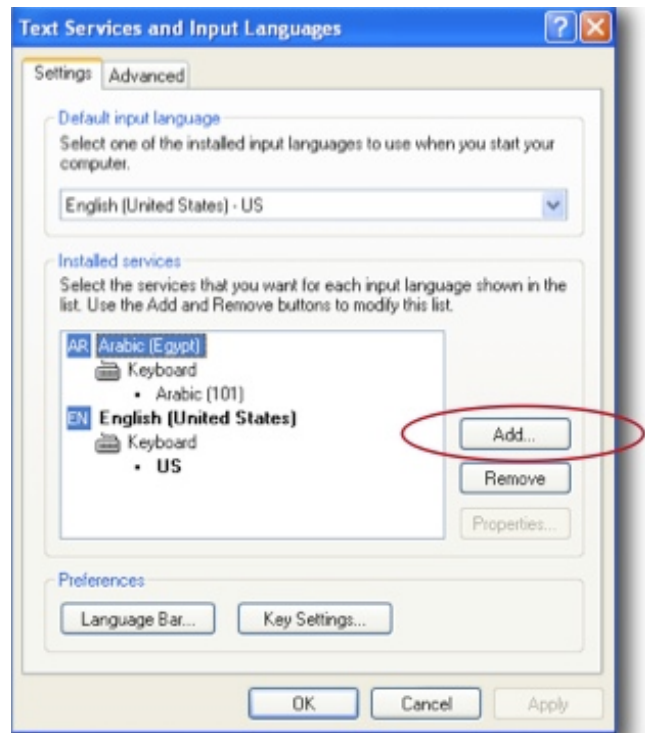 Text Services and Input Languages
Settings Advanced
Default input language
Select one of the installed input languages to use when you start your
computer.
English (United States) - US
Installed services
Select the services that you want for each input language shown in the
list. Use the Add and Remove buttons to modify this list.
AR Arabic (Egypt)
Keyboard
• Arabic (101)
EN English (United States)
Keyboard
• US
Add...
Remove
Properties...
Preferences
Language Bar... Key Settings...
OK Cancel Apply